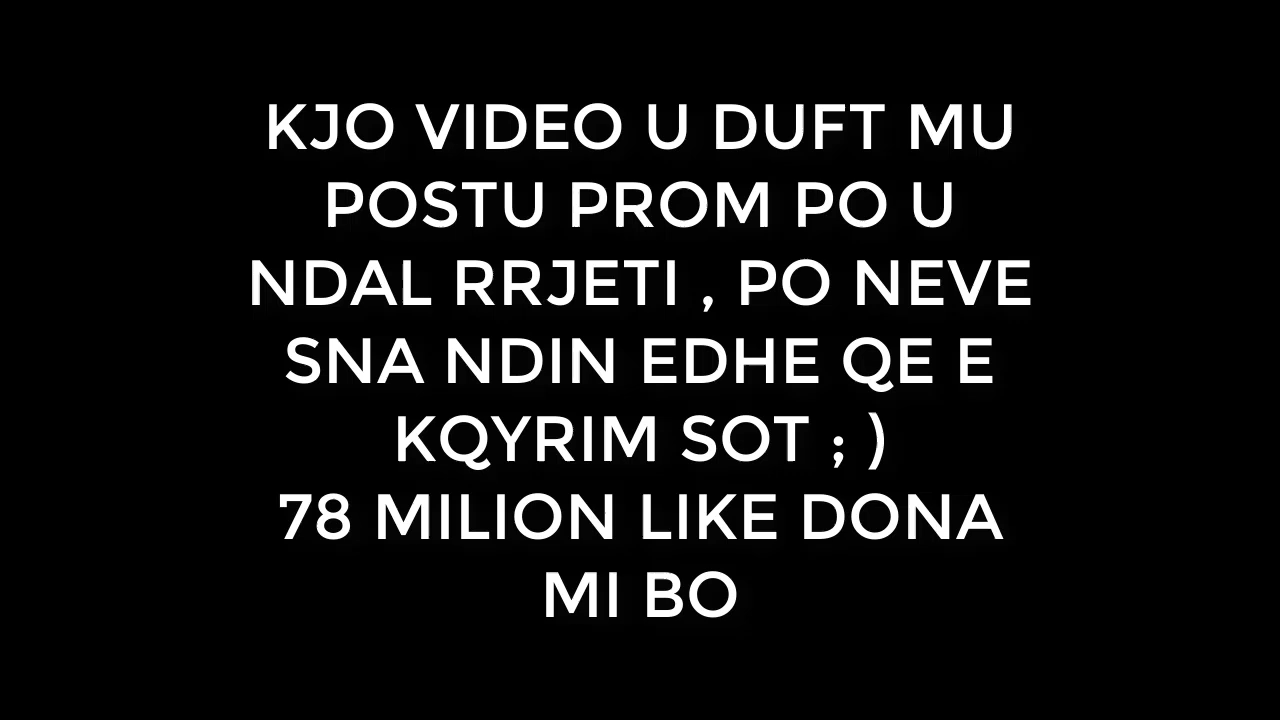 KJO VIDEO U DUFT MU
POSTU PROM PO U
NDAL RRJETI , PO NEVE
SNA NDIN EDHE QE E
KQYRIM SOT ; )
78 MILION LIKE DONA
MI BO